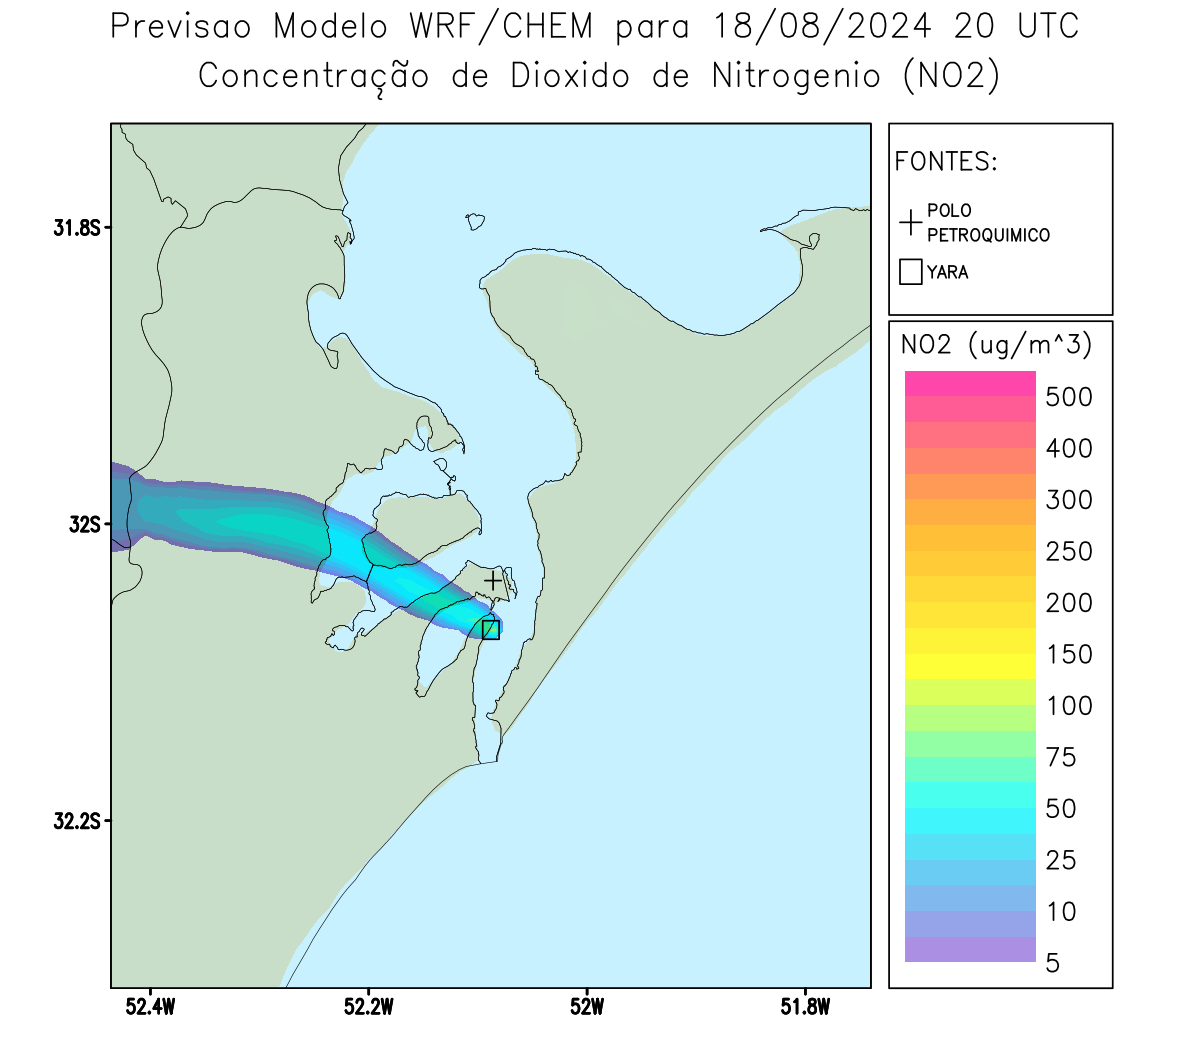 Previsao Modelo WRF/CHEM para 18/08/2024 20 UTC
Concentração de Dioxido de Nitrogenio (NO2)
FONTES:
POLO
PETROQUIMICO
YARA
31.8S
32S
32.2S
52.4W
52.2W
52W
51.8W
NO2 (ug/m^3)
500
400
300
250
200
150
100
75
50
25
10
5